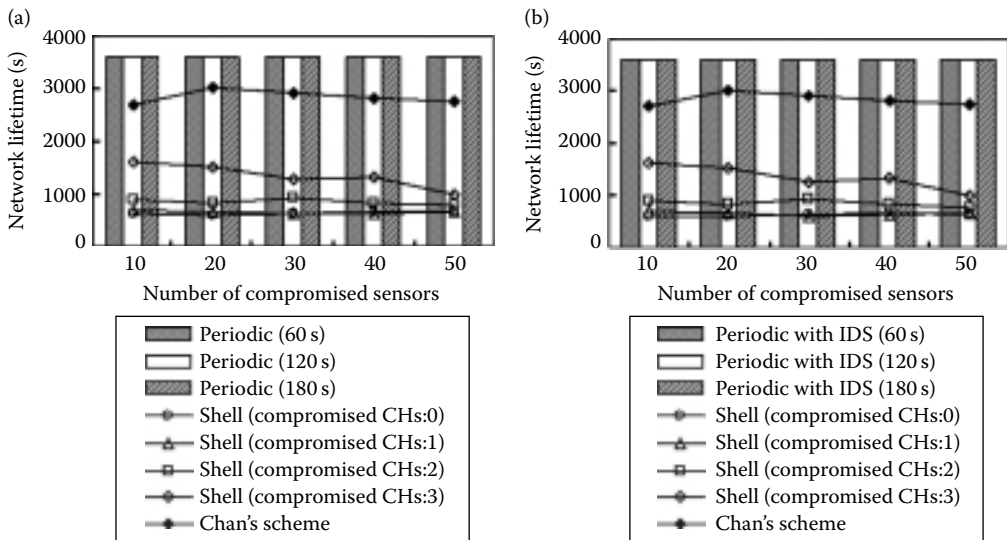 (a)
Network lifetime (s)
4000
3000
2000
1000
0
10 20 30 40 50
Number of compromised sensors
Periodic (60 s)
Periodic (120 s)
Periodic (180 s)
Shell (compromised CHs:0)
Shell (compromised CHs:1)
Shell (compromised CHs:2)
Shell (compromised CHs:3)
Chan's scheme
(b)
Network lifetime (s)
4000
3000
2000
1000
0
10 20 30 40 50
Number of compromised sensors
Periodic with IDS (60 s)
Periodic with IDS (120 s)
Periodic with IDS (180 s)
Shell (compromised CHs:0)
Shell (compromised CHs:1)
Shell (compromised CHs:2)
Shell (compromised CHs:3)
Chan's scheme